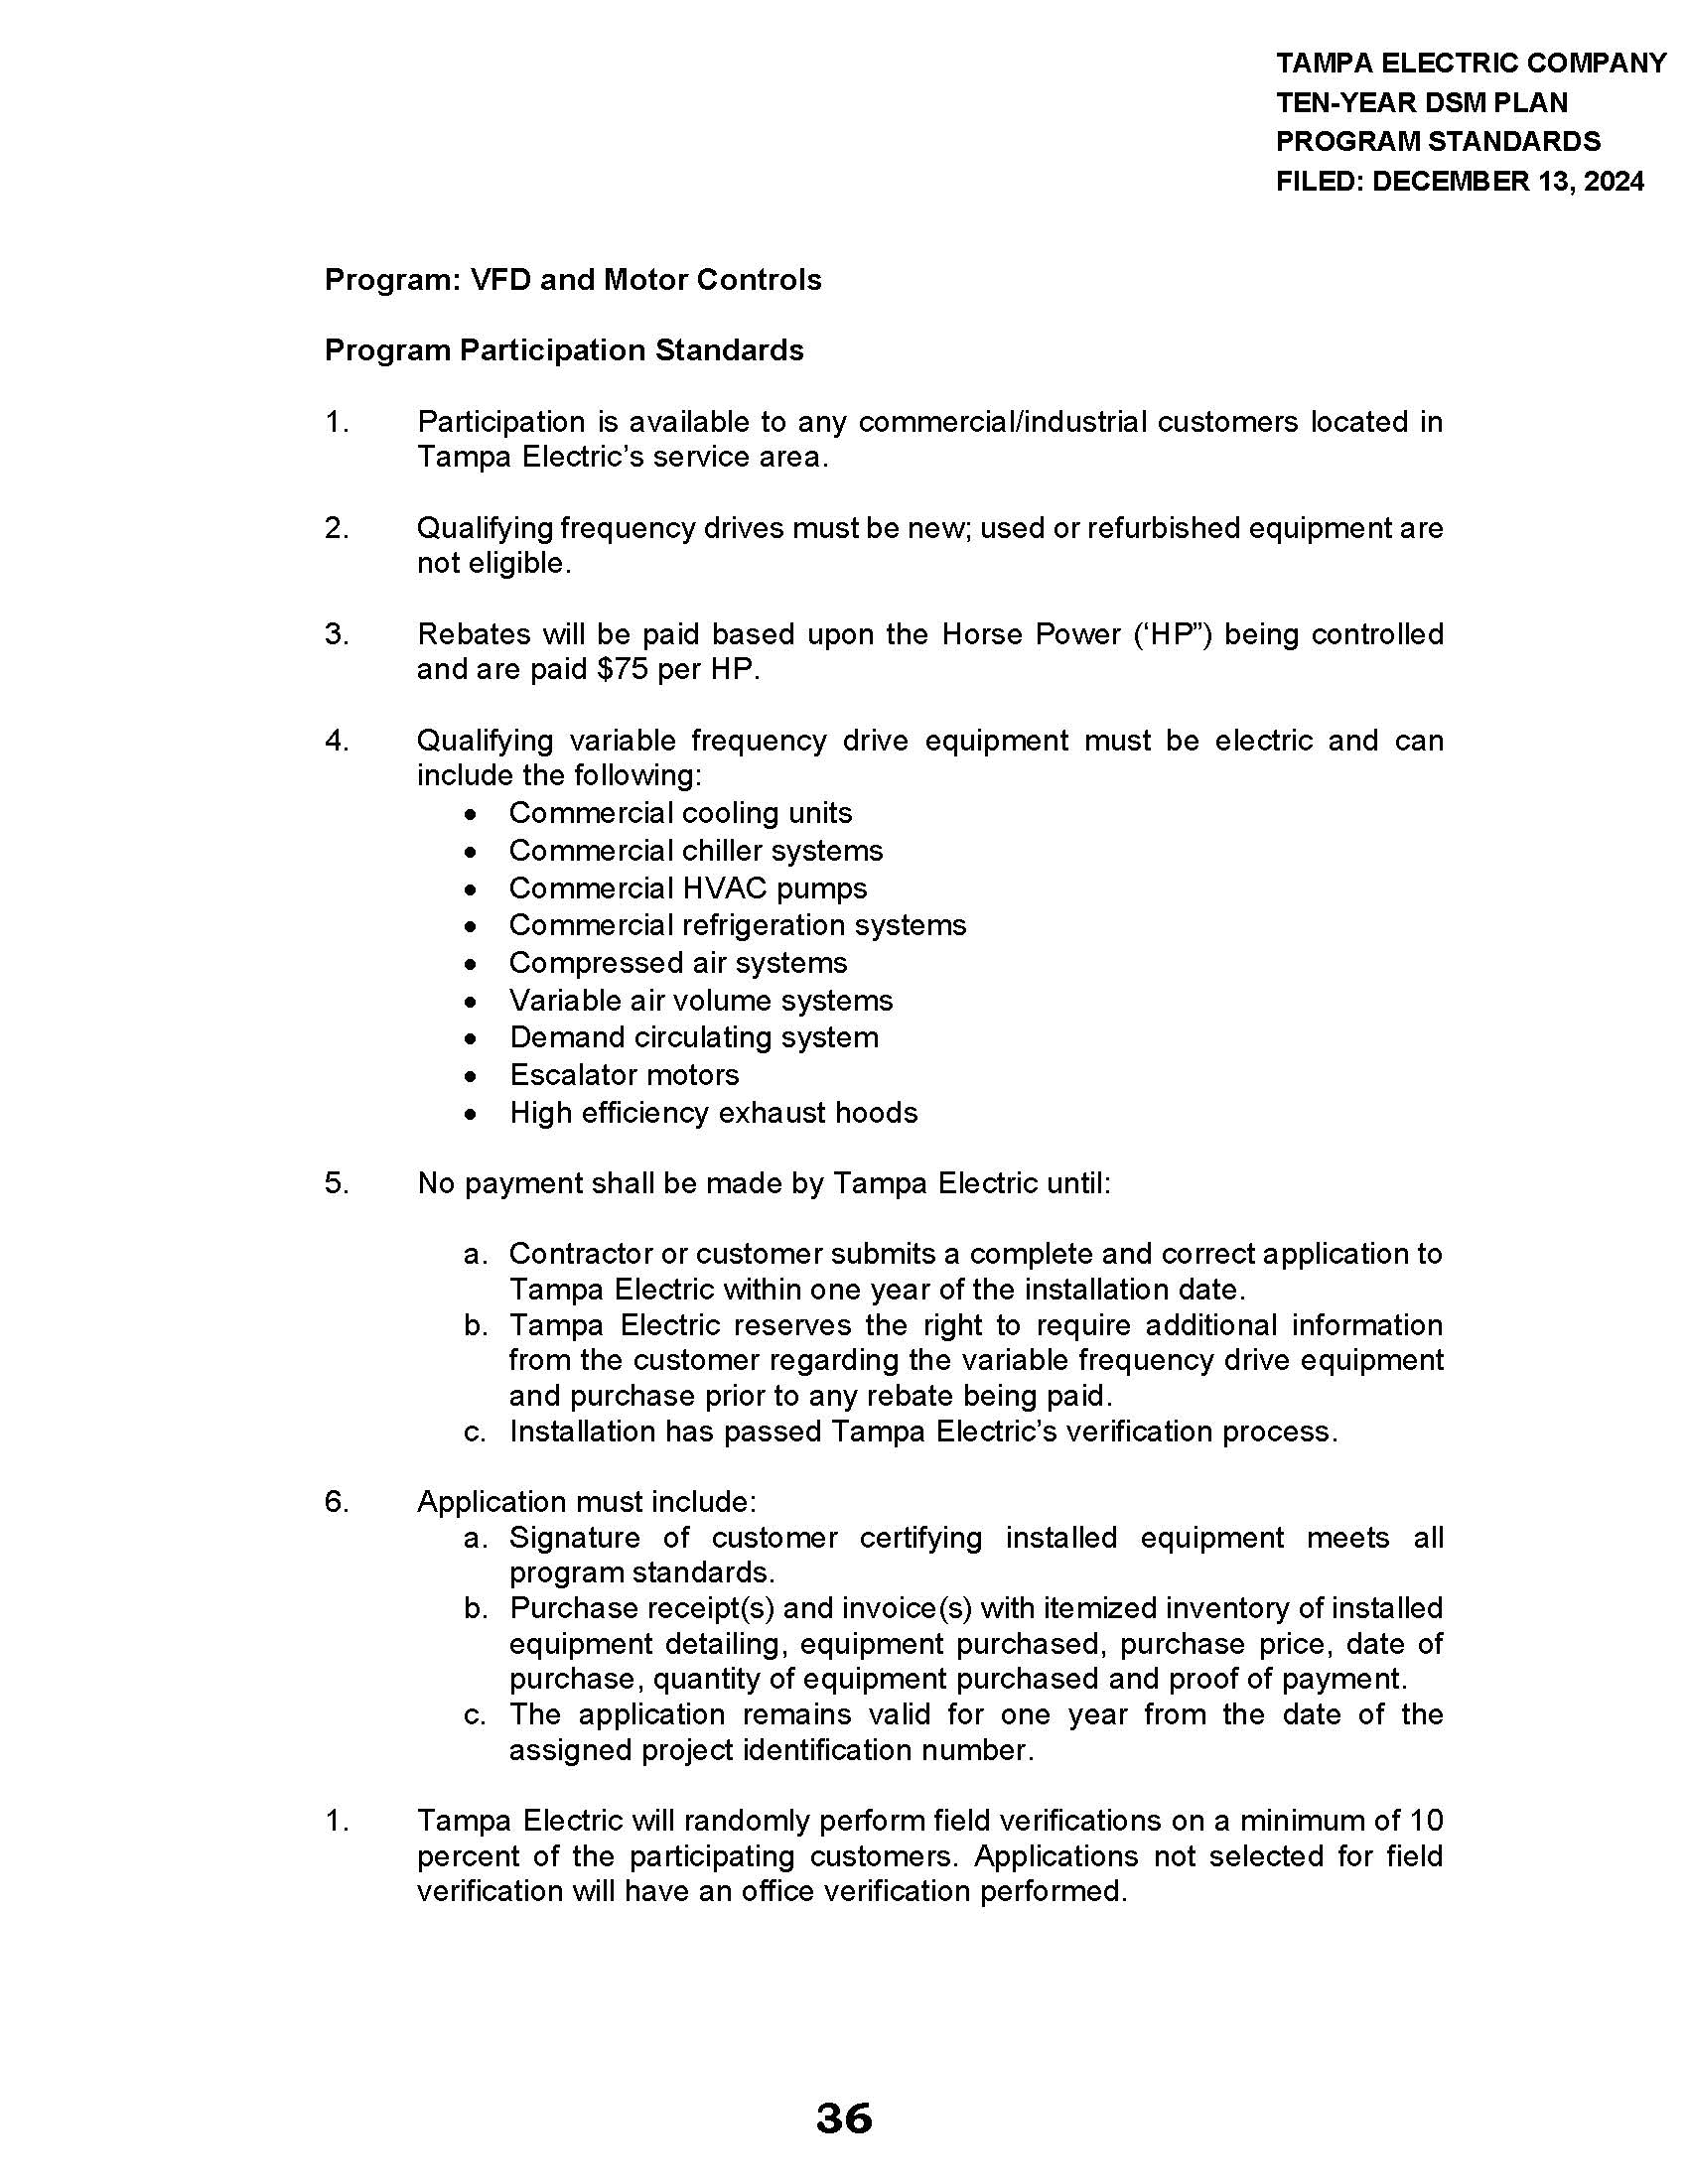 TAMPA ELECTRIC COMPANY
TEN-YEAR DSM PLAN
PROGRAM STANDARDS
FILED: DECEMBER 13, 2024
Program: VFD and Motor Controls
Program Participation Standards
1. Participation is available to any commercial/industrial customers located in
Tampa Electric’s service area.
2. Qualifying frequency drives must be new; used or refurbished equipment are
not eligible.
3. Rebates will be paid based upon the Horse Power (‘HP”) being controlled
and are paid $75 per HP.
4. Qualifying variable frequency drive equipment must be electric and can
include the following:
• Commercial cooling units
• Commercial chiller systems
• Commercial HVAC pumps
• Commercial refrigeration systems
• Compressed air systems
• Variable air volume systems
• Demand circulating system
• Escalator motors
• High efficiency exhaust hoods
5. No payment shall be made by Tampa Electric until:
a. Contractor or customer submits a complete and correct application to
Tampa Electric within one year of the installation date.
b. Tampa Electric reserves the right to require additional information
from the customer regarding the variable frequency drive equipment
and purchase prior to any rebate being paid.
c. Installation has passed Tampa Electric’s verification process.
6. Application must include:
a. Signature of customer certifying installed equipment meets all
program standards.
b. Purchase receipt(s) and invoice(s) with itemized inventory of installed
equipment detailing, equipment purchased, purchase price, date of
purchase, quantity of equipment purchased and proof of payment.
c. The application remains valid for one year from the date of the
assigned project identification number.
1. Tampa Electric will randomly perform field verifications on a minimum of 10
percent of the participating customers. Applications not selected for field
verification will have an office verification performed.
36